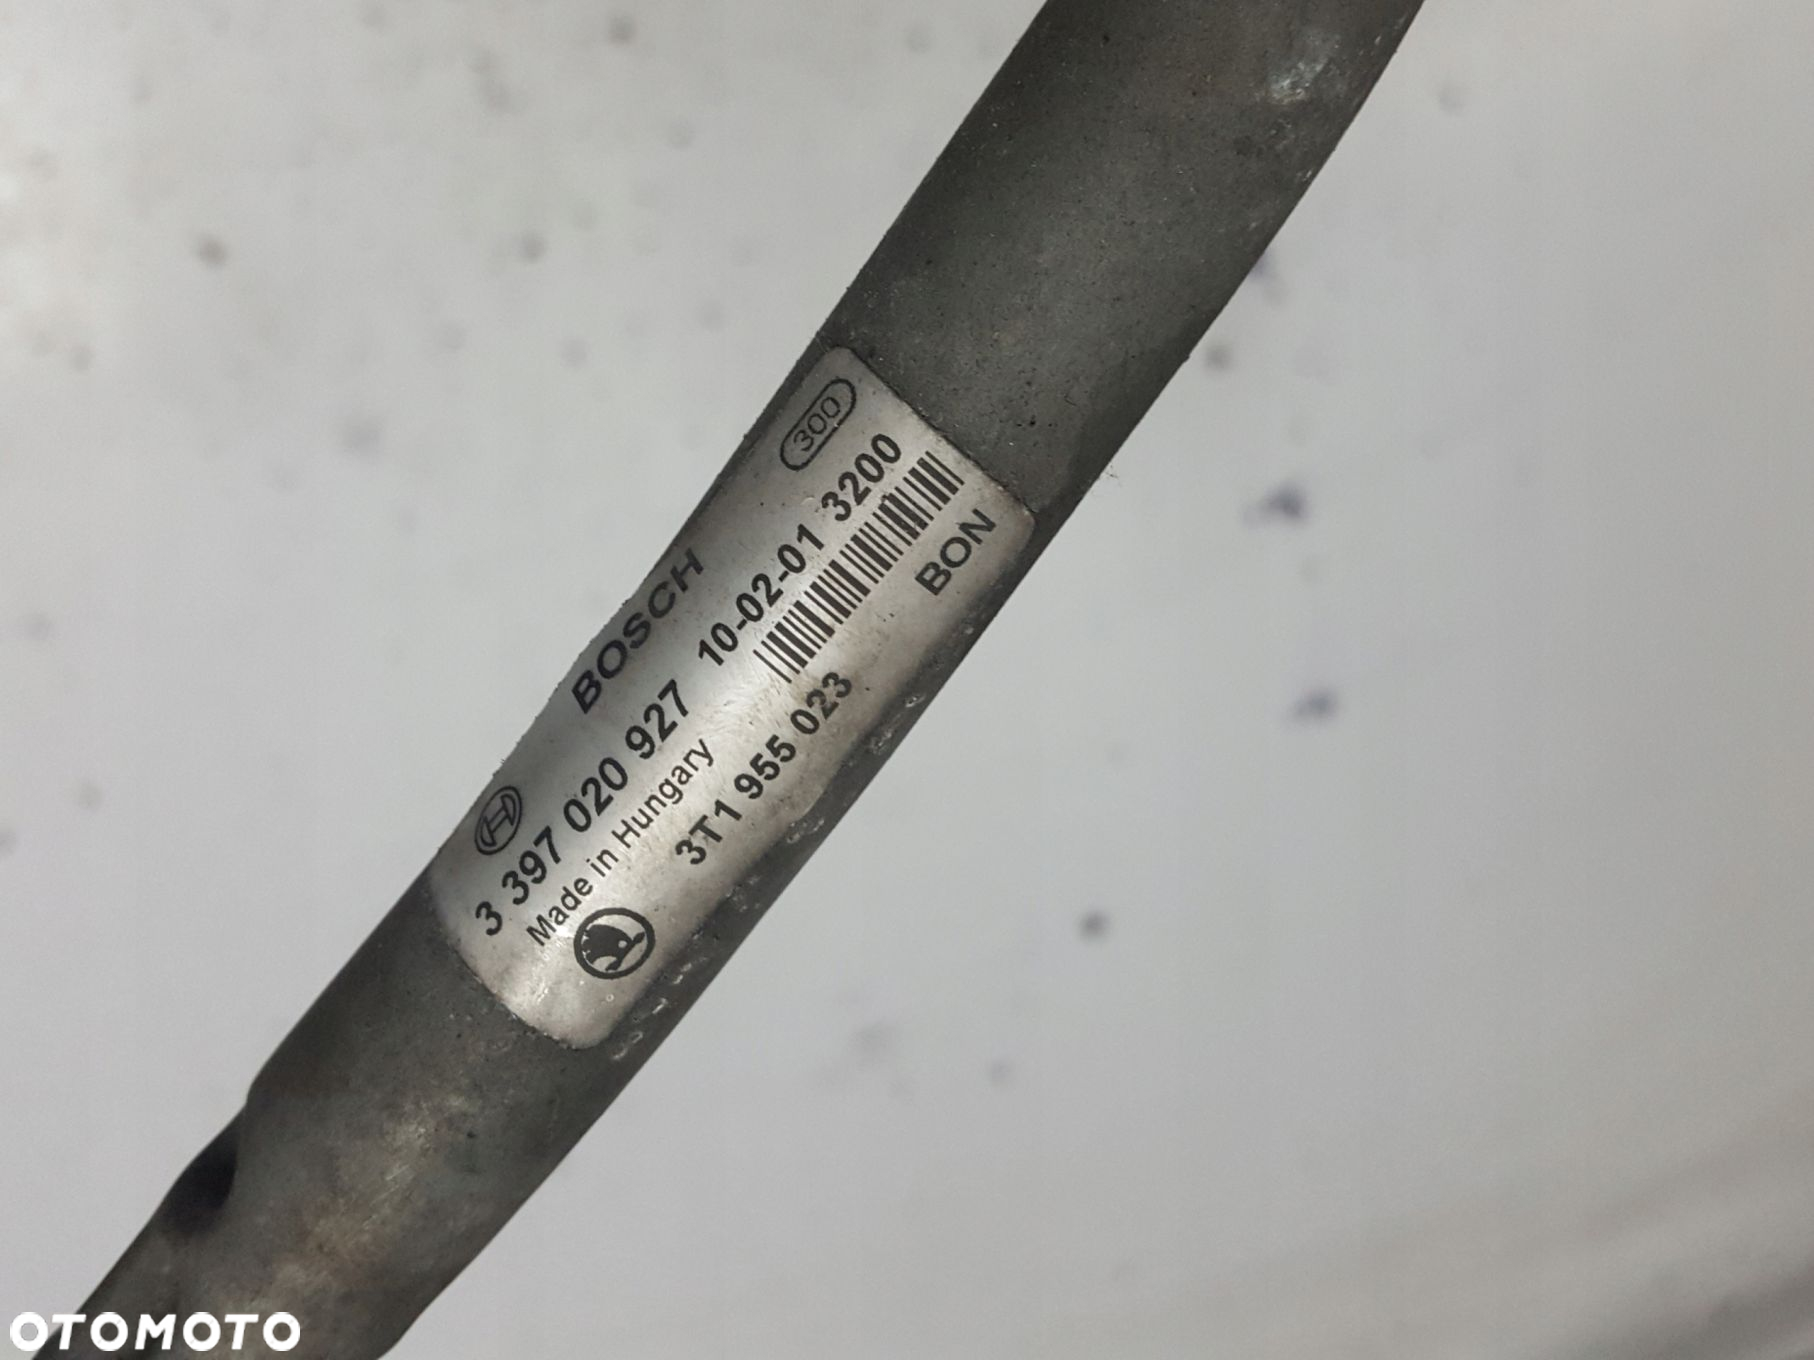 300
BOSCH
3 397 020 927 10-02-01 3200
Made in Hungary
3T1 955 023 BON
OTOMOTO